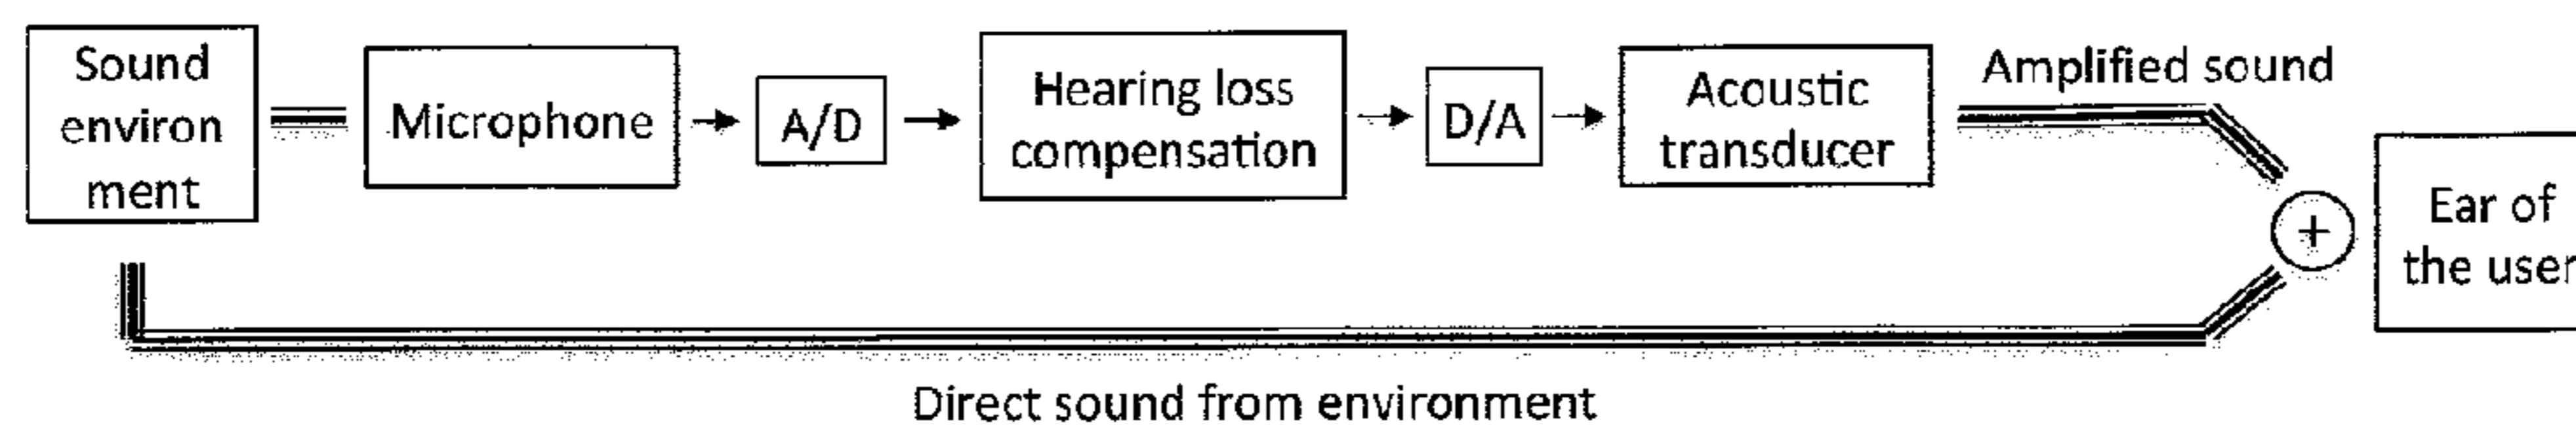 Sound
environ
ment
Microphone
A/D
Hearing loss
compensation
D/A
Acoustic
transducer
Amplified sound
+
Ear of
the user
Direct sound from environment